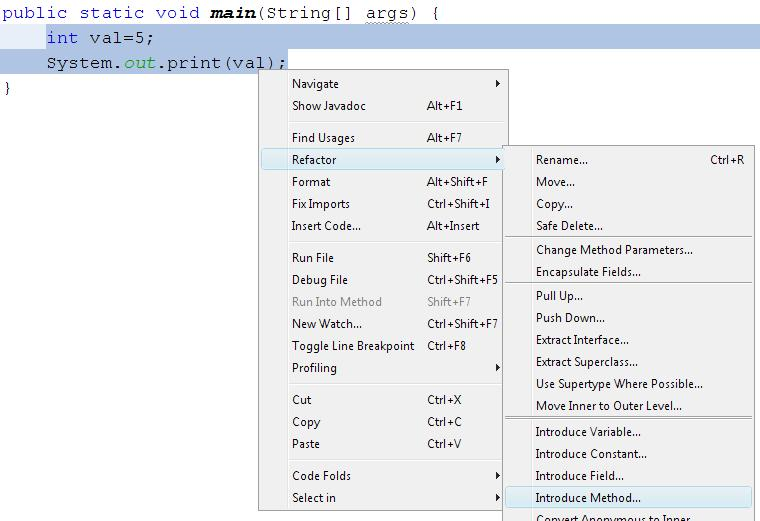 public static void main(String[] args) {
int val=5;
System.out.print(val);
}
Navigate
Show Javadoc Alt+F1
Find Usages Alt+F7
Refactor
Format Alt+Shift+F
Fix Imports Ctrl+Shift+I
Insert Code... Alt+Insert
Run File Shift+F6
Debug File Ctrl+Shift+F5
Run Into Method Shift+F7
New Watch... Ctrl+Shift+F7
Toggle Line Breakpoint Ctrl+F8
Profiling
Cut Ctrl+X
Copy Ctrl+C
Paste Ctrl+V
Code Folds
Select in
Rename... Ctrl+R
Move...
Copy...
Safe Delete...
Change Method Parameters...
Encapsulate Fields...
Pull Up...
Push Down...
Extract Interface...
Extract Superclass...
Use Supertype Where Possible...
Move Inner to Outer Level...
Introduce Variable...
Introduce Constant...
Introduce Field...
Introduce Method...
Convert Anonymous to Inner